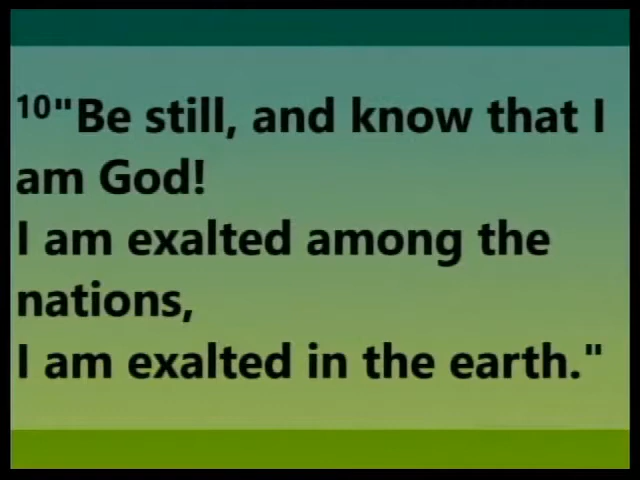 10"Be still, and know that I
am God!
I am exalted among the
nations,
I am exalted in the earth."